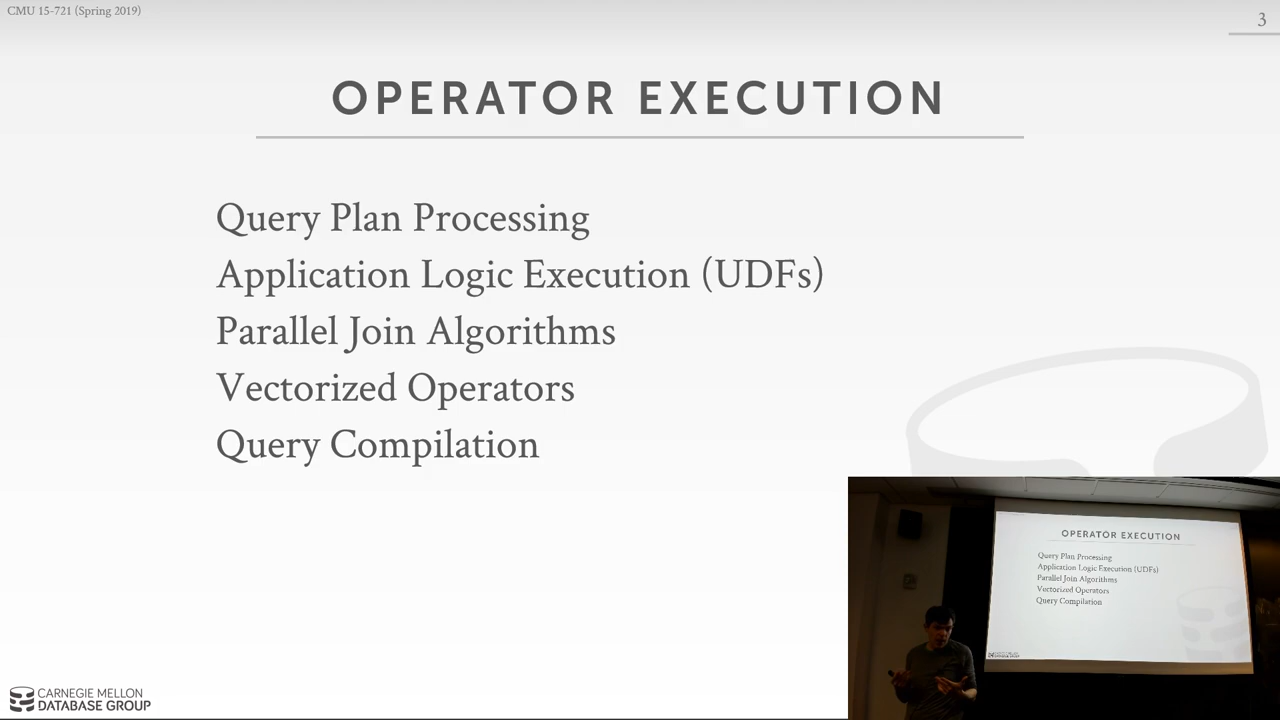 CMU 15-721 (Spring 2019)
3
OPERATOR EXECUTION
Query Plan Processing
Application Logic Execution (UDFs)
Parallel Join Algorithms
Vectorized Operators
Query Compilation
OPERATOR EXECUTION
Query Plan Processing
Application Logic Execution (UDFs)
Parallel Join Algorithms
Vectorized Operators
Query Compilation
CARNEGIE MELLON
DATABASE GROUP